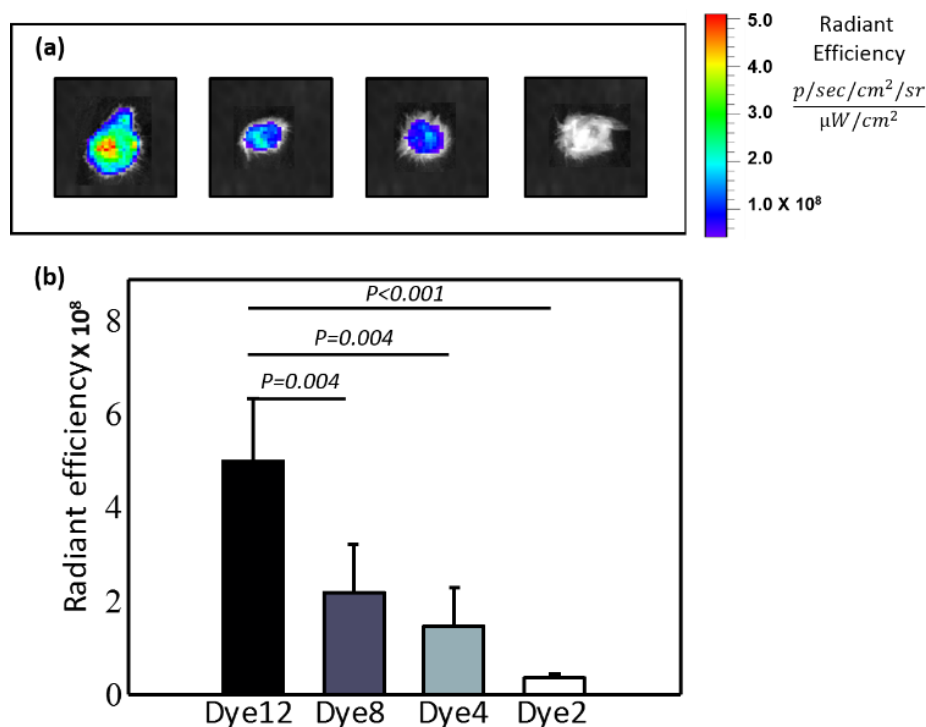 (a)
5.0
4.0
3.0
2.0
1.0 X 10⁸
Radiant
Efficiency
p/sec/cm²/sr
μW/cm²
(b)
Radiant efficiency X 10⁸
8
6
4
2
0
P<0.001
P=0.004
P=0.004
Dye12 Dye8 Dye4 Dye2